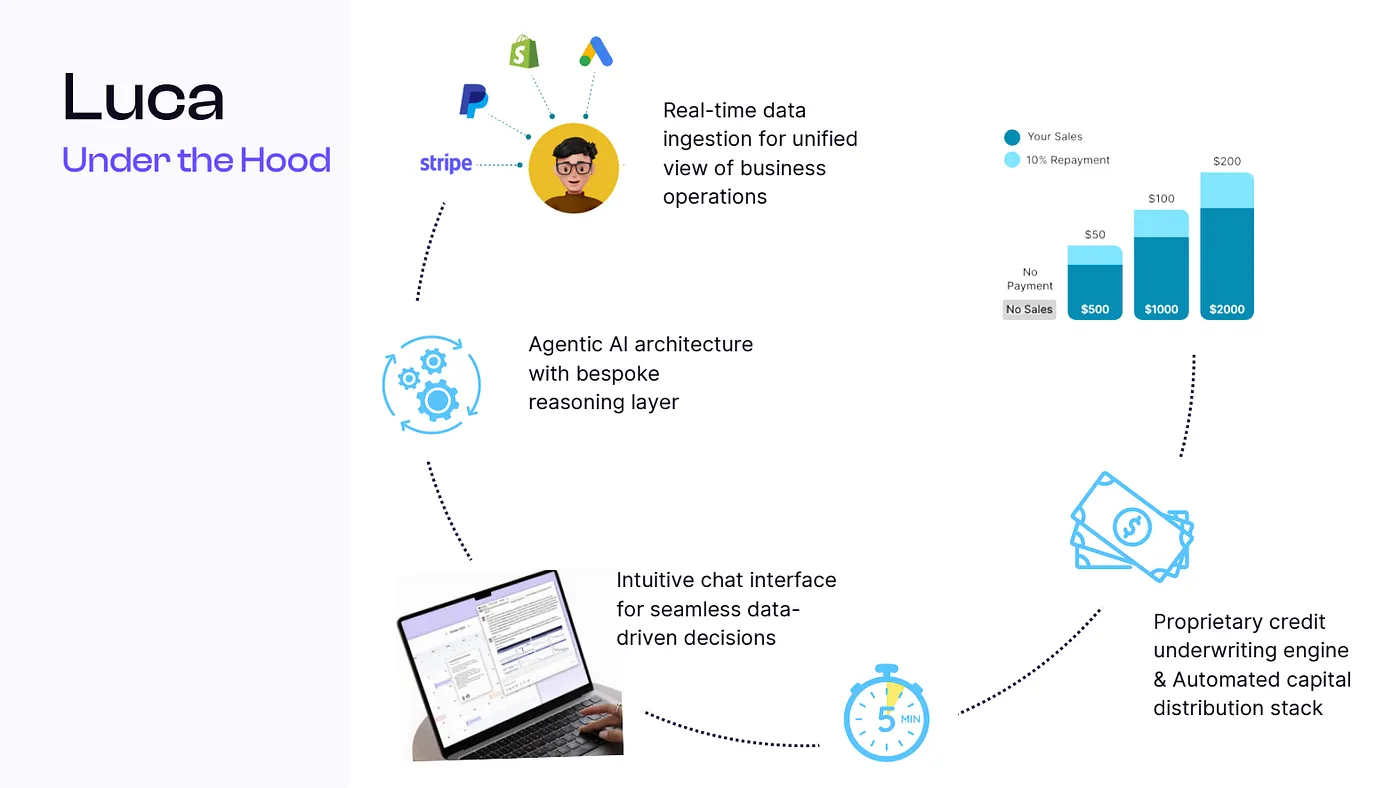 Luca
Under the Hood
stripe
Real-time data
ingestion for unified
view of business
operations
Agentic AI architecture
with bespoke
reasoning layer
Intuitive chat interface
for seamless data-
driven decisions
5 MIN
Proprietary credit
underwriting engine
& Automated capital
distribution stack
Your Sales
10% Repayment
$200
$100
$50
No
Payment
No Sales
$500
$1000
$2000